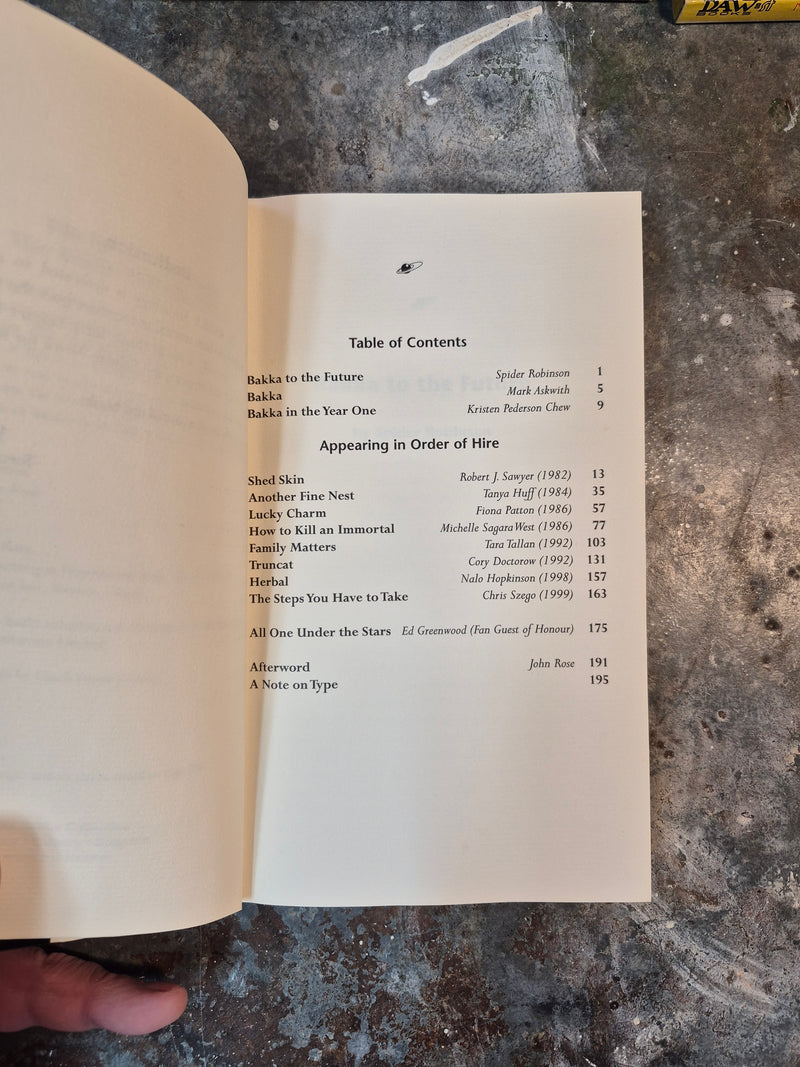 DAW
BOOKS
Table of Contents
Bakka to the Future Spider Robinson 1
Bakka Mark Askwith 5
Bakka in the Year One Kristen Pederson Chew 9
Appearing in Order of Hire
Shed Skin Robert J. Sawyer (1982) 13
Another Fine Nest Tanya Huff (1984) 35
Lucky Charm Fiona Patton (1986) 57
How to Kill an Immortal Michelle Sagara West (1986) 77
Family Matters Tara Tallan (1992) 103
Truncat Cory Doctorow (1992) 131
Herbal Nalo Hopkinson (1998) 157
The Steps You Have to Take Chris Szego (1999) 163
All One Under the Stars Ed Greenwood (Fan Guest of Honour) 175
Afterword John Rose 191
A Note on Type 195